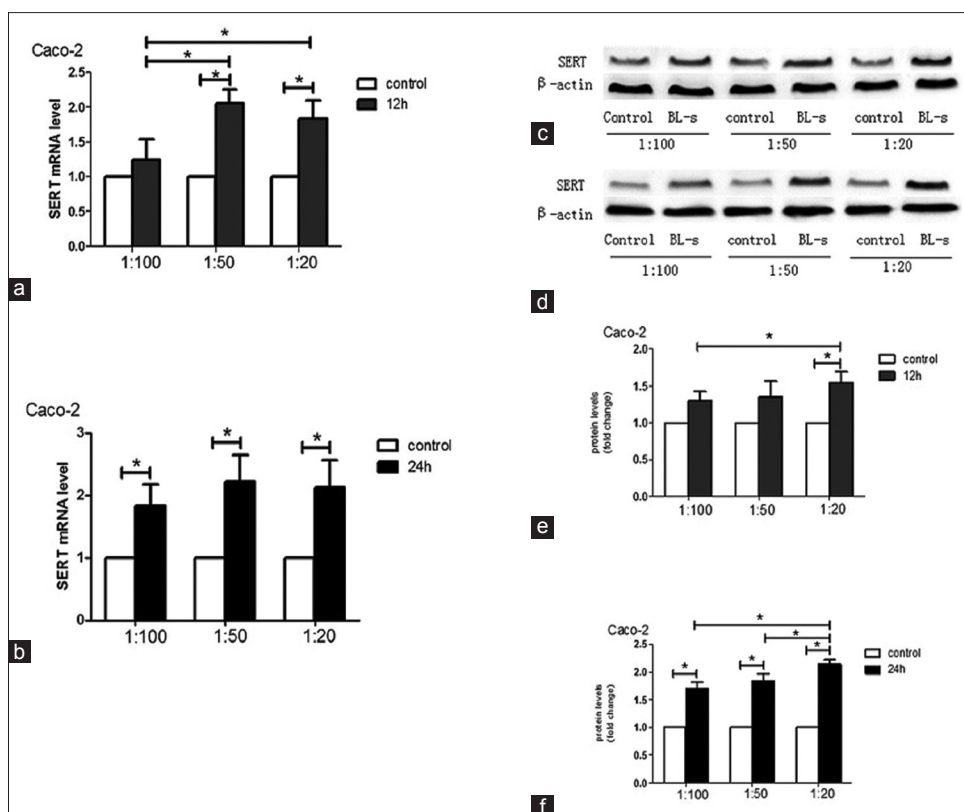 *
Caco-2
*
* *
control
12h
SERT mRNA level
2.5
2.0
1.5
1.0
0.5
0.0
1:100 1:50 1:20
a
Caco-2
* * *
control
24h
SERT mRNA level
3
2
1
0
1:100 1:50 1:20
b
SERT
β-actin
Control BL-s control BL-s control BL-s
1:100 1:50 1:20
c
SERT
β-actin
Control BL-s control BL-s control BL-s
1:100 1:50 1:20
d
Caco-2
*
*
control
12h
protein levels
(fold change)
2.0
1.5
1.0
0.5
0.0
1:100 1:50 1:20
e
Caco-2
*
*
* * *
control
24h
protein levels
(fold change)
2.5
2.0
1.5
1.0
0.5
0.0
1:100 1:50 1:20
f